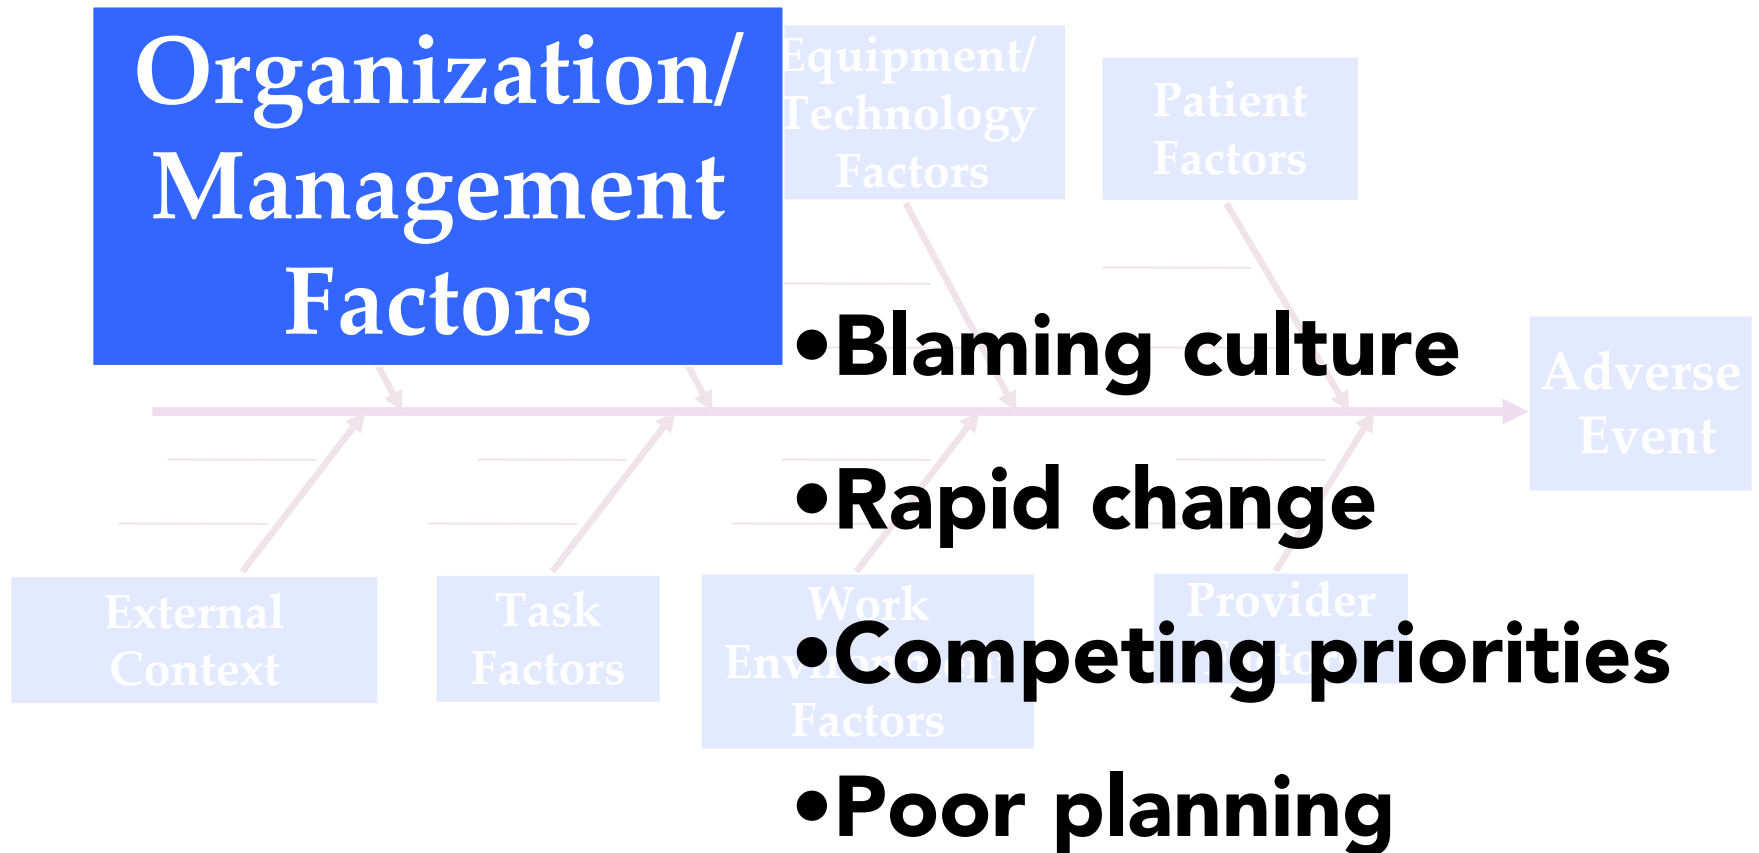 Organization/
Management
Factors
Equipment/
Technology
Factors
Patient
Factors
•Blaming culture
Adverse
Event
•Rapid change
External
Context
Task
Factors
Work
Factors
Provider
•Competing priorities
•Poor planning